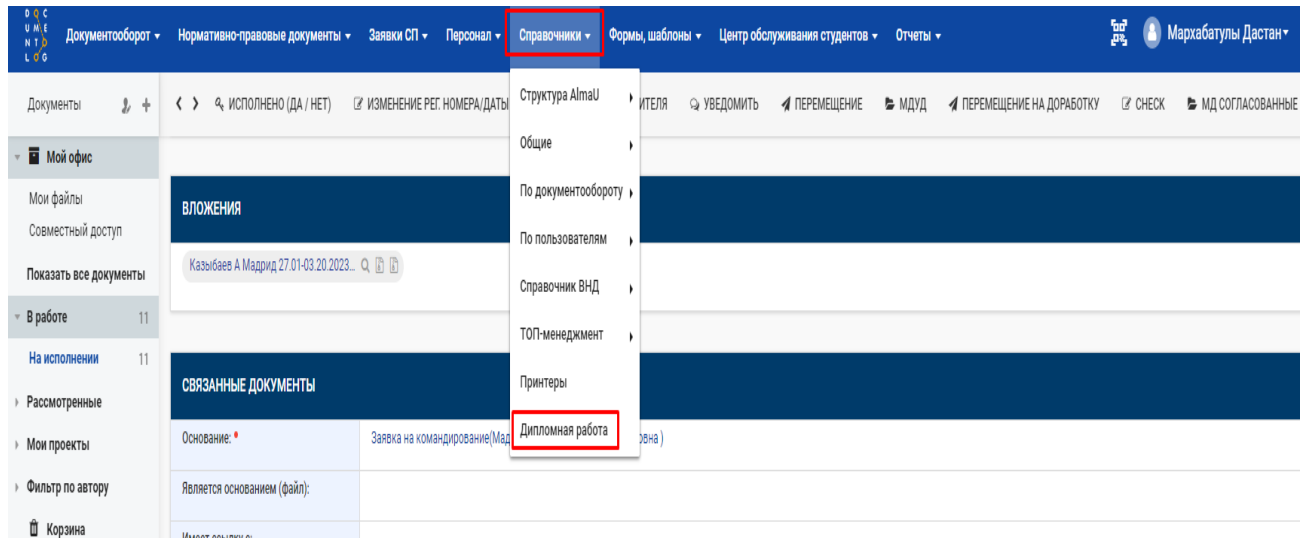 DOC
UME
NTO
LOG
Документооборот
Нормативно-правовые документы
Заявки СП
Персонал
Справочники
Формы, шаблоны
Центр обслуживания студентов
Отчеты
Мархабатулы Дастан
Документы
ИСПОЛНЕНО (ДА / НЕТ)
ИЗМЕНЕНИЕ РЕГ. НОМЕРА/ДАТЫ
ИТЕЛЯ
УВЕДОМИТЬ
ПЕРЕМЕЩЕНИЕ
МДУД
ПЕРЕМЕЩЕНИЕ НА ДОРАБОТКУ
CHECK
МД СОГЛАСОВАННЫЕ
Мой офис
Мои файлы
Совместный доступ
Показать все документы
В работе 11
На исполнении 11
Рассмотренные
Мои проекты
Фильтр по автору
Корзина
Структура AlmaU
Общие
По документообороту
По пользователям
Справочник ВНД
ТОП-менеджмент
Принтеры
Дипломная работа
ВЛОЖЕНИЯ
Казыбаев А Мадрид 27.01-03.20.2023...
СВЯЗАННЫЕ ДОКУМЕНТЫ
Основание: *
Заявка на командирование(Мад
овна )
Является основанием (файл):